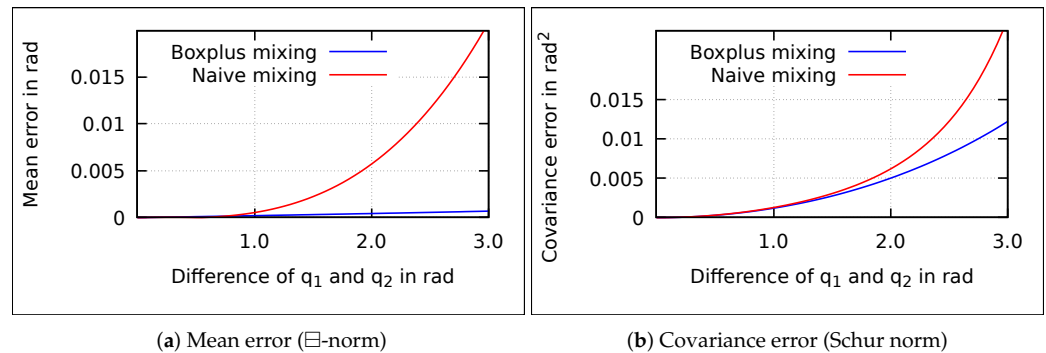 Mean error in rad
0.015
0.01
0.005
0
Boxplus mixing
Naive mixing
1.0 2.0 3.0
Difference of q₁ and q₂ in rad
(a) Mean error (⊟-norm)
Covariance error in rad²
0.015
0.01
0.005
0
Boxplus mixing
Naive mixing
1.0 2.0 3.0
Difference of q₁ and q₂ in rad
(b) Covariance error (Schur norm)